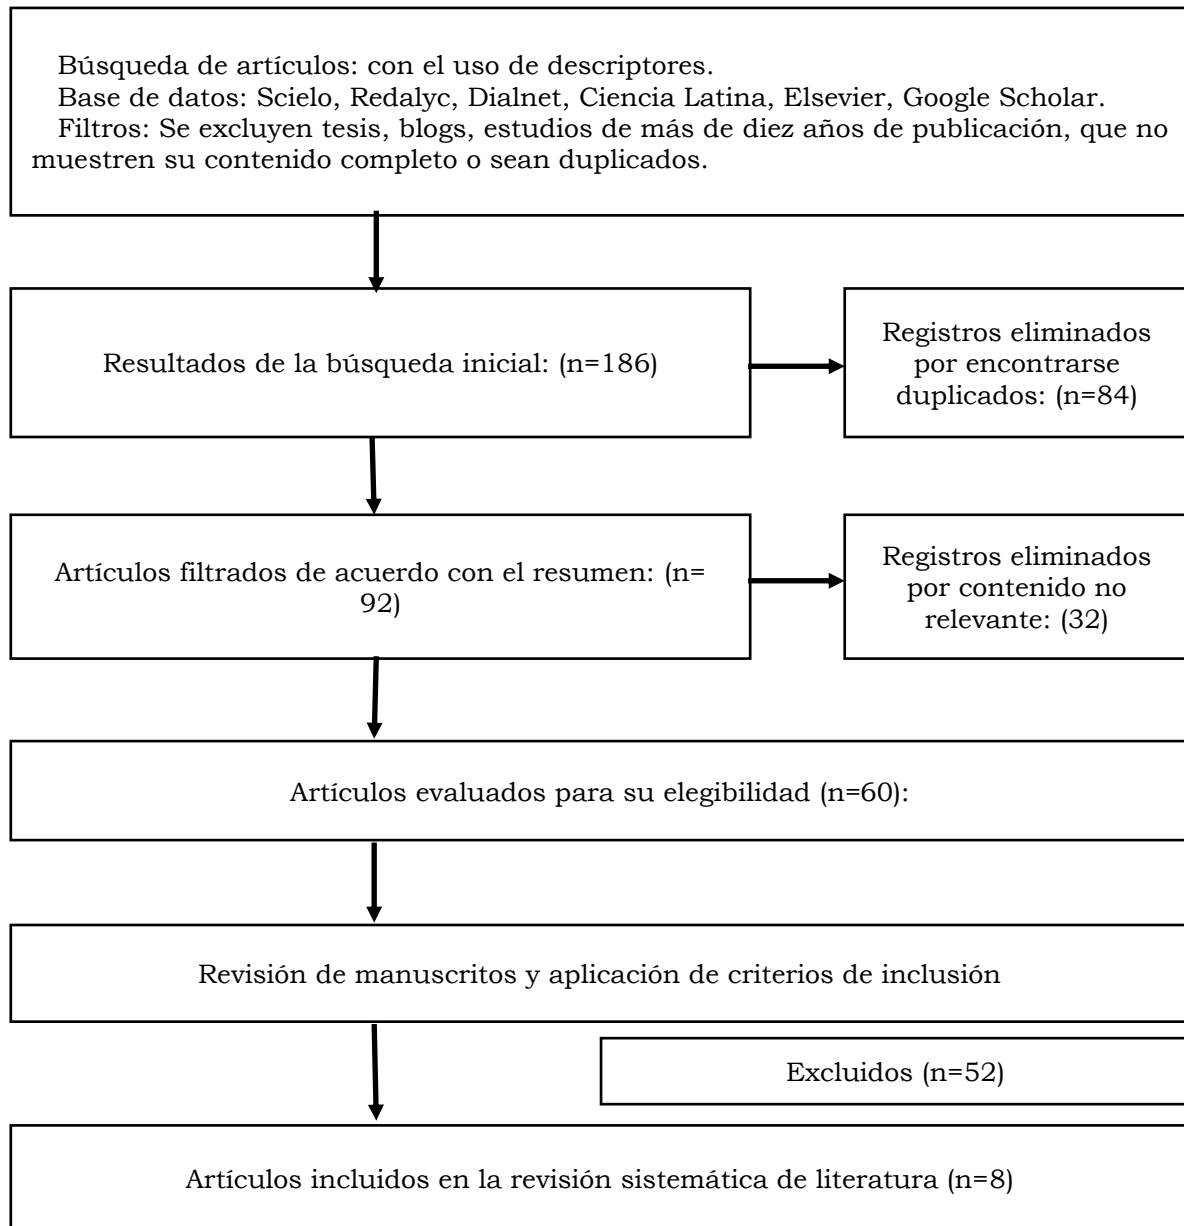 Búsqueda de artículos: con el uso de descriptores.
Base de datos: Scielo, Redalyc, Dialnet, Ciencia Latina, Elsevier, Google Scholar.
Filtros: Se excluyen tesis, blogs, estudios de más de diez años de publicación, que no
muestren su contenido completo o sean duplicados.
Resultados de la búsqueda inicial: (n=186)
Registros eliminados
por encontrarse
duplicados: (n=84)
Artículos filtrados de acuerdo con el resumen: (n=
92)
Registros eliminados
por contenido no
relevante: (32)
Artículos evaluados para su elegibilidad (n=60):
Revisión de manuscritos y aplicación de criterios de inclusión
Excluidos (n=52)
Artículos incluidos en la revisión sistemática de literatura (n=8)